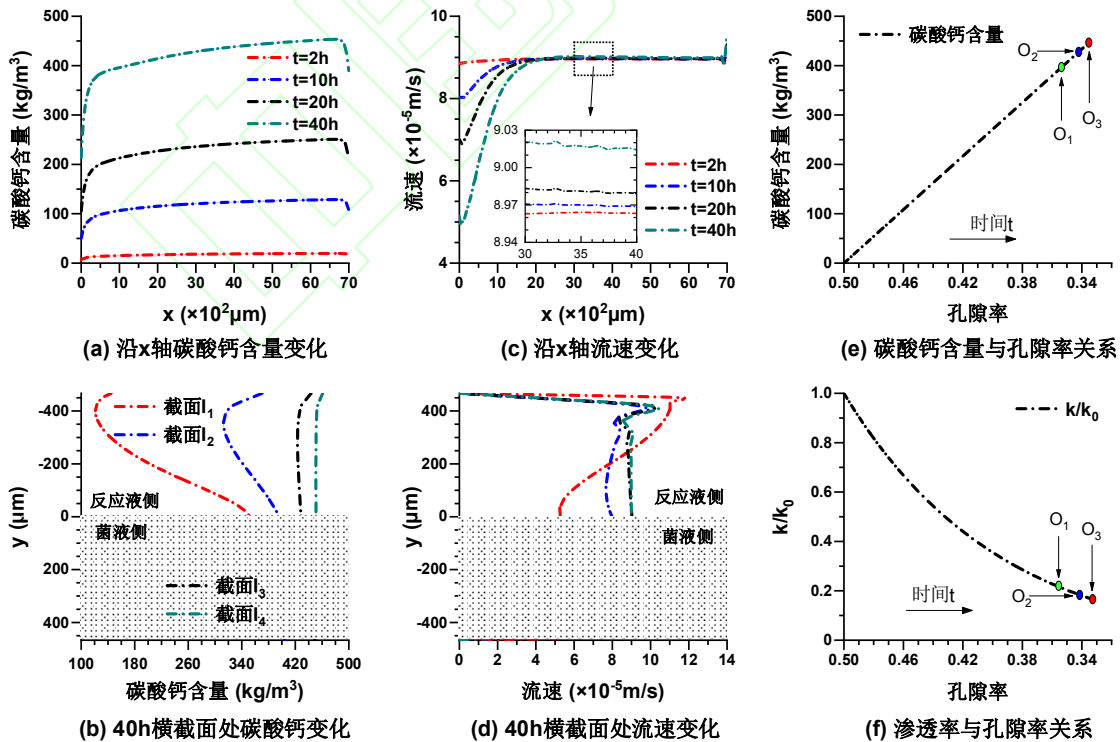 碳酸钙含量 (kg/m³)
500
400
300
200
100
0
t=2h
t=10h
t=20h
t=40h
0 10 20 30 40 50 60 70
x (×10²μm)
(a) 沿x轴碳酸钙含量变化
流速 (×10⁻⁵m/s)
10
8
6
4
9.03
9.00
8.97
8.94
30 35 40
t=2h
t=10h
t=20h
t=40h
0 10 20 30 40 50 60 70
x (×10²μm)
(c) 沿x轴流速变化
碳酸钙含量 (kg/m³)
500
400
300
200
100
0
碳酸钙含量
O₂
O₁
O₃
时间t
0.50 0.46 0.42 0.38 0.34
孔隙率
(e) 碳酸钙含量与孔隙率关系
y (μm)
-400
-200
0
200
400
截面I₁
截面I₂
反应液侧
菌液侧
截面I₃
截面I₄
100 180 260 340 420 500
碳酸钙含量 (kg/m³)
(b) 40h横截面处碳酸钙变化
y (μm)
400
-200
0
200
-400
反应液侧
菌液侧
0 2 4 6 8 10 12 14
流速 (×10⁻⁵m/s)
(d) 40h横截面处流速变化
k/k₀
1.0
0.8
0.6
0.4
0.2
0
k/k₀
O₁
O₃
O₂
时间t
0.50 0.46 0.42 0.38 0.34
孔隙率
(f) 渗透率与孔隙率关系